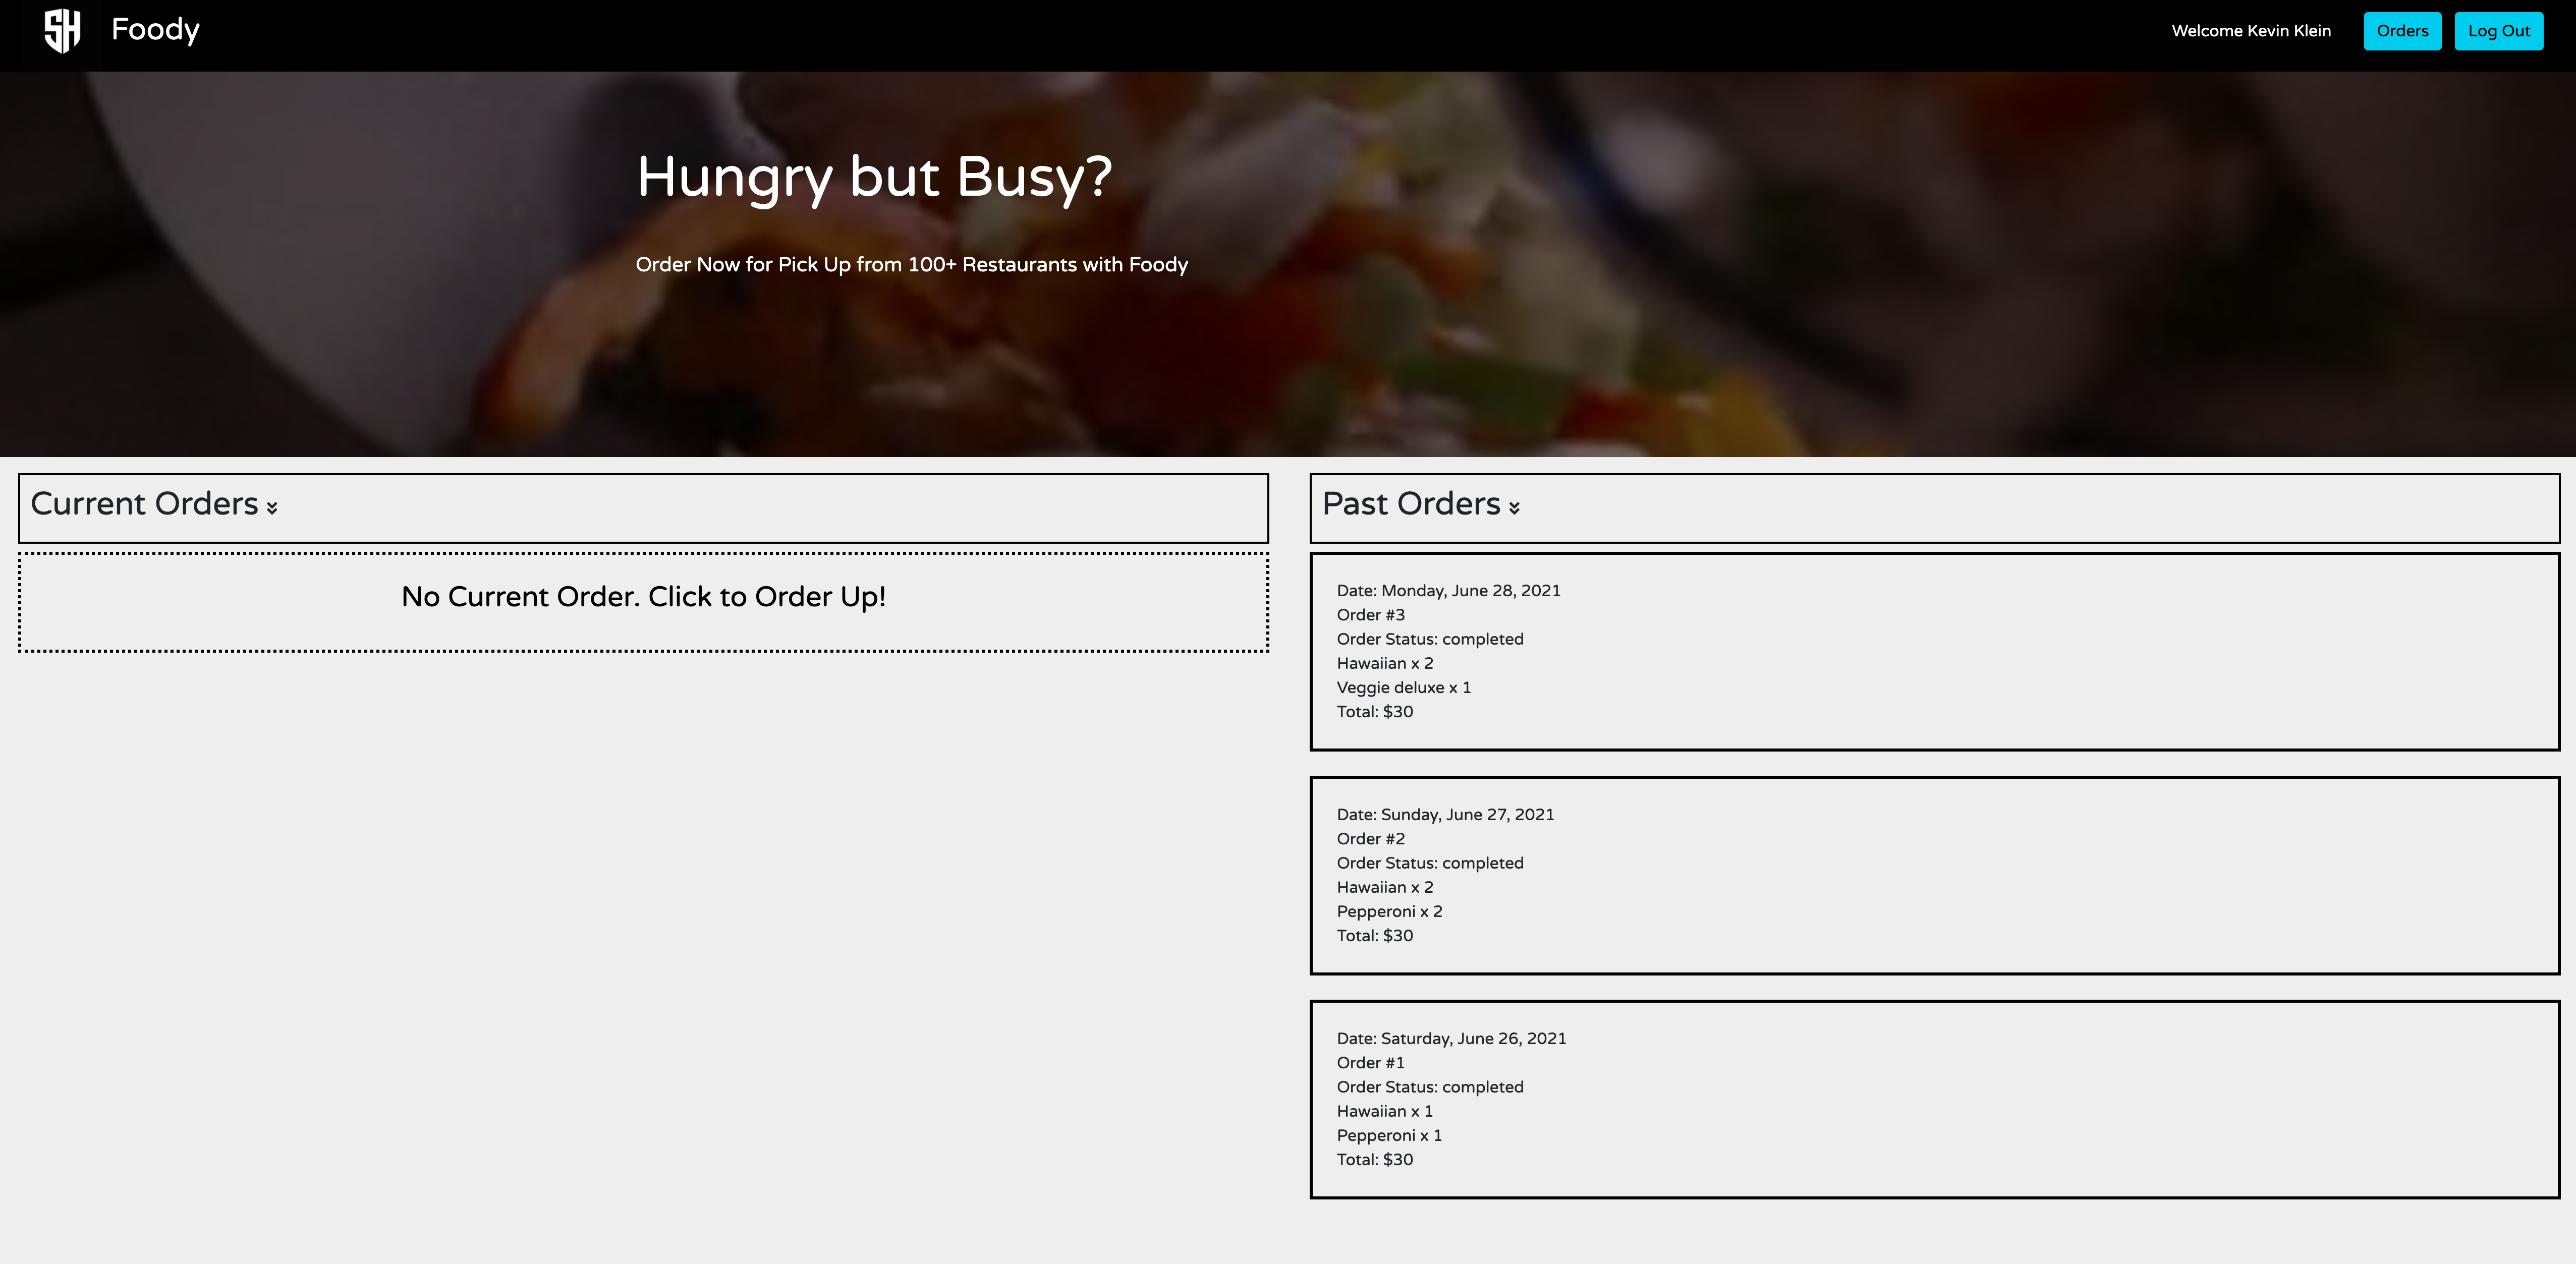 SH
Foody
Welcome Kevin Klein
Orders
Log Out
Hungry but Busy?
Order Now for Pick Up from 100+ Restaurants with Foody
Current Orders
No Current Order. Click to Order Up!
Past Orders
Date: Monday, June 28, 2021
Order #3
Order Status: completed
Hawaiian x 2
Veggie deluxe x 1
Total: $30
Date: Sunday, June 27, 2021
Order #2
Order Status: completed
Hawaiian x 2
Pepperoni x 2
Total: $30
Date: Saturday, June 26, 2021
Order #1
Order Status: completed
Hawaiian x 1
Pepperoni x 1
Total: $30